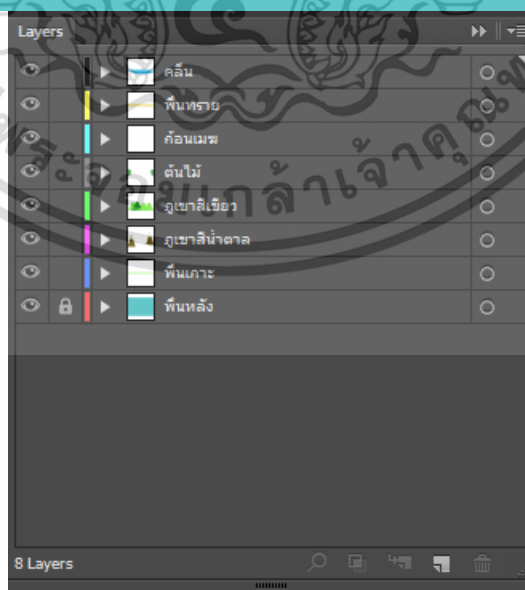 Layers
คลื่น
พื้นทราย
ก้อนเมฆ
ต้นไม้
ภูเขาสีเขียว
ภูเขาสีน้ำตาล
พื้นเกาะ
พื้นหลัง
8 Layers